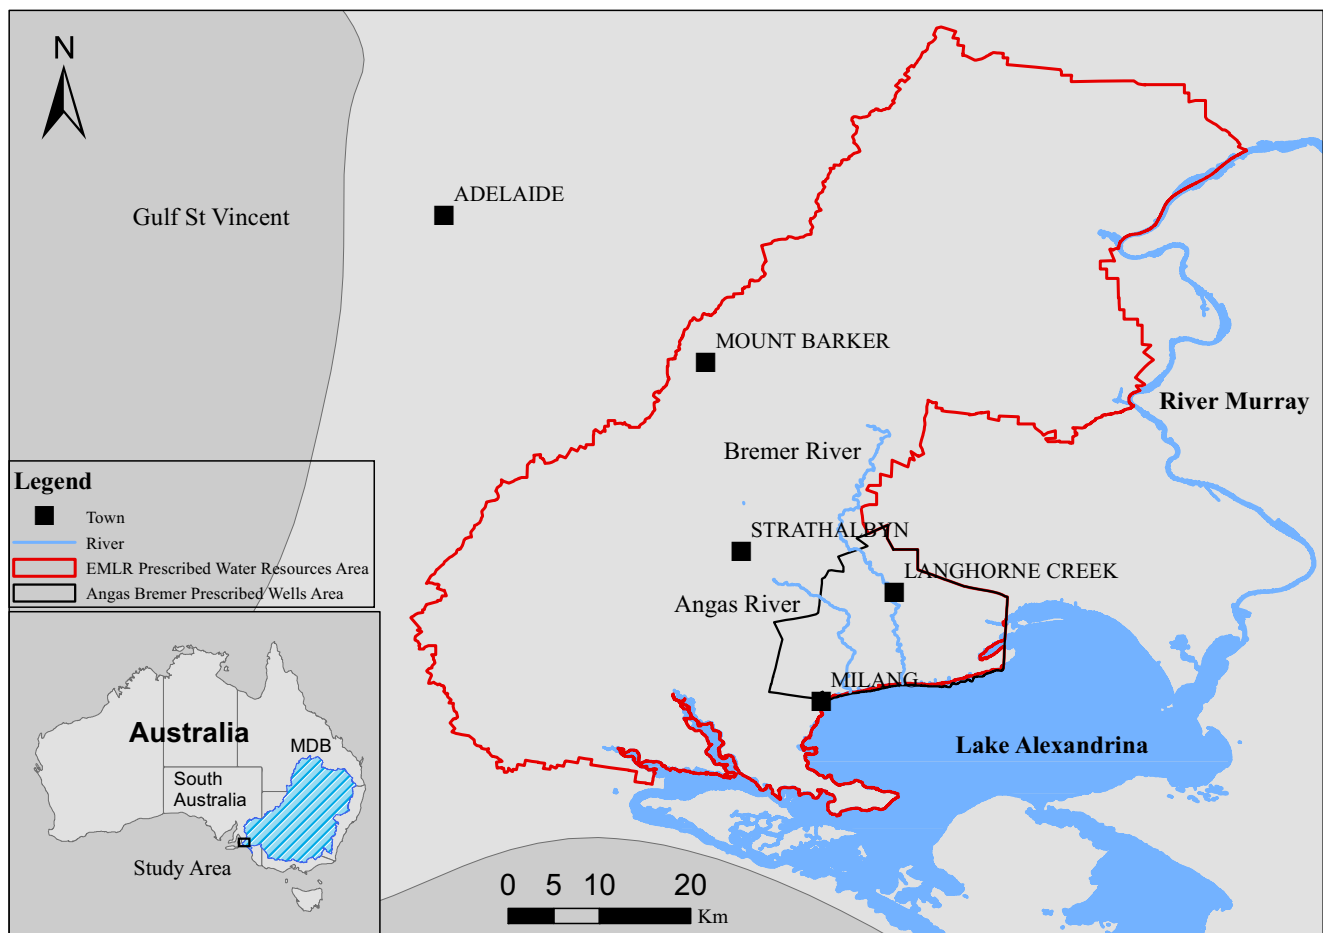 N
ADELAIDE
Gulf St Vincent
MOUNT BARKER
River Murray
Bremer River
STRATHALBYN
LANGHORNE CREEK
Angas River
MILANG
Lake Alexandrina
Legend
Town
River
EMLR Prescribed Water Resources Area
Angas Bremer Prescribed Wells Area
Australia
MDB
South
Australia
Study Area
0 5 10 20
Km